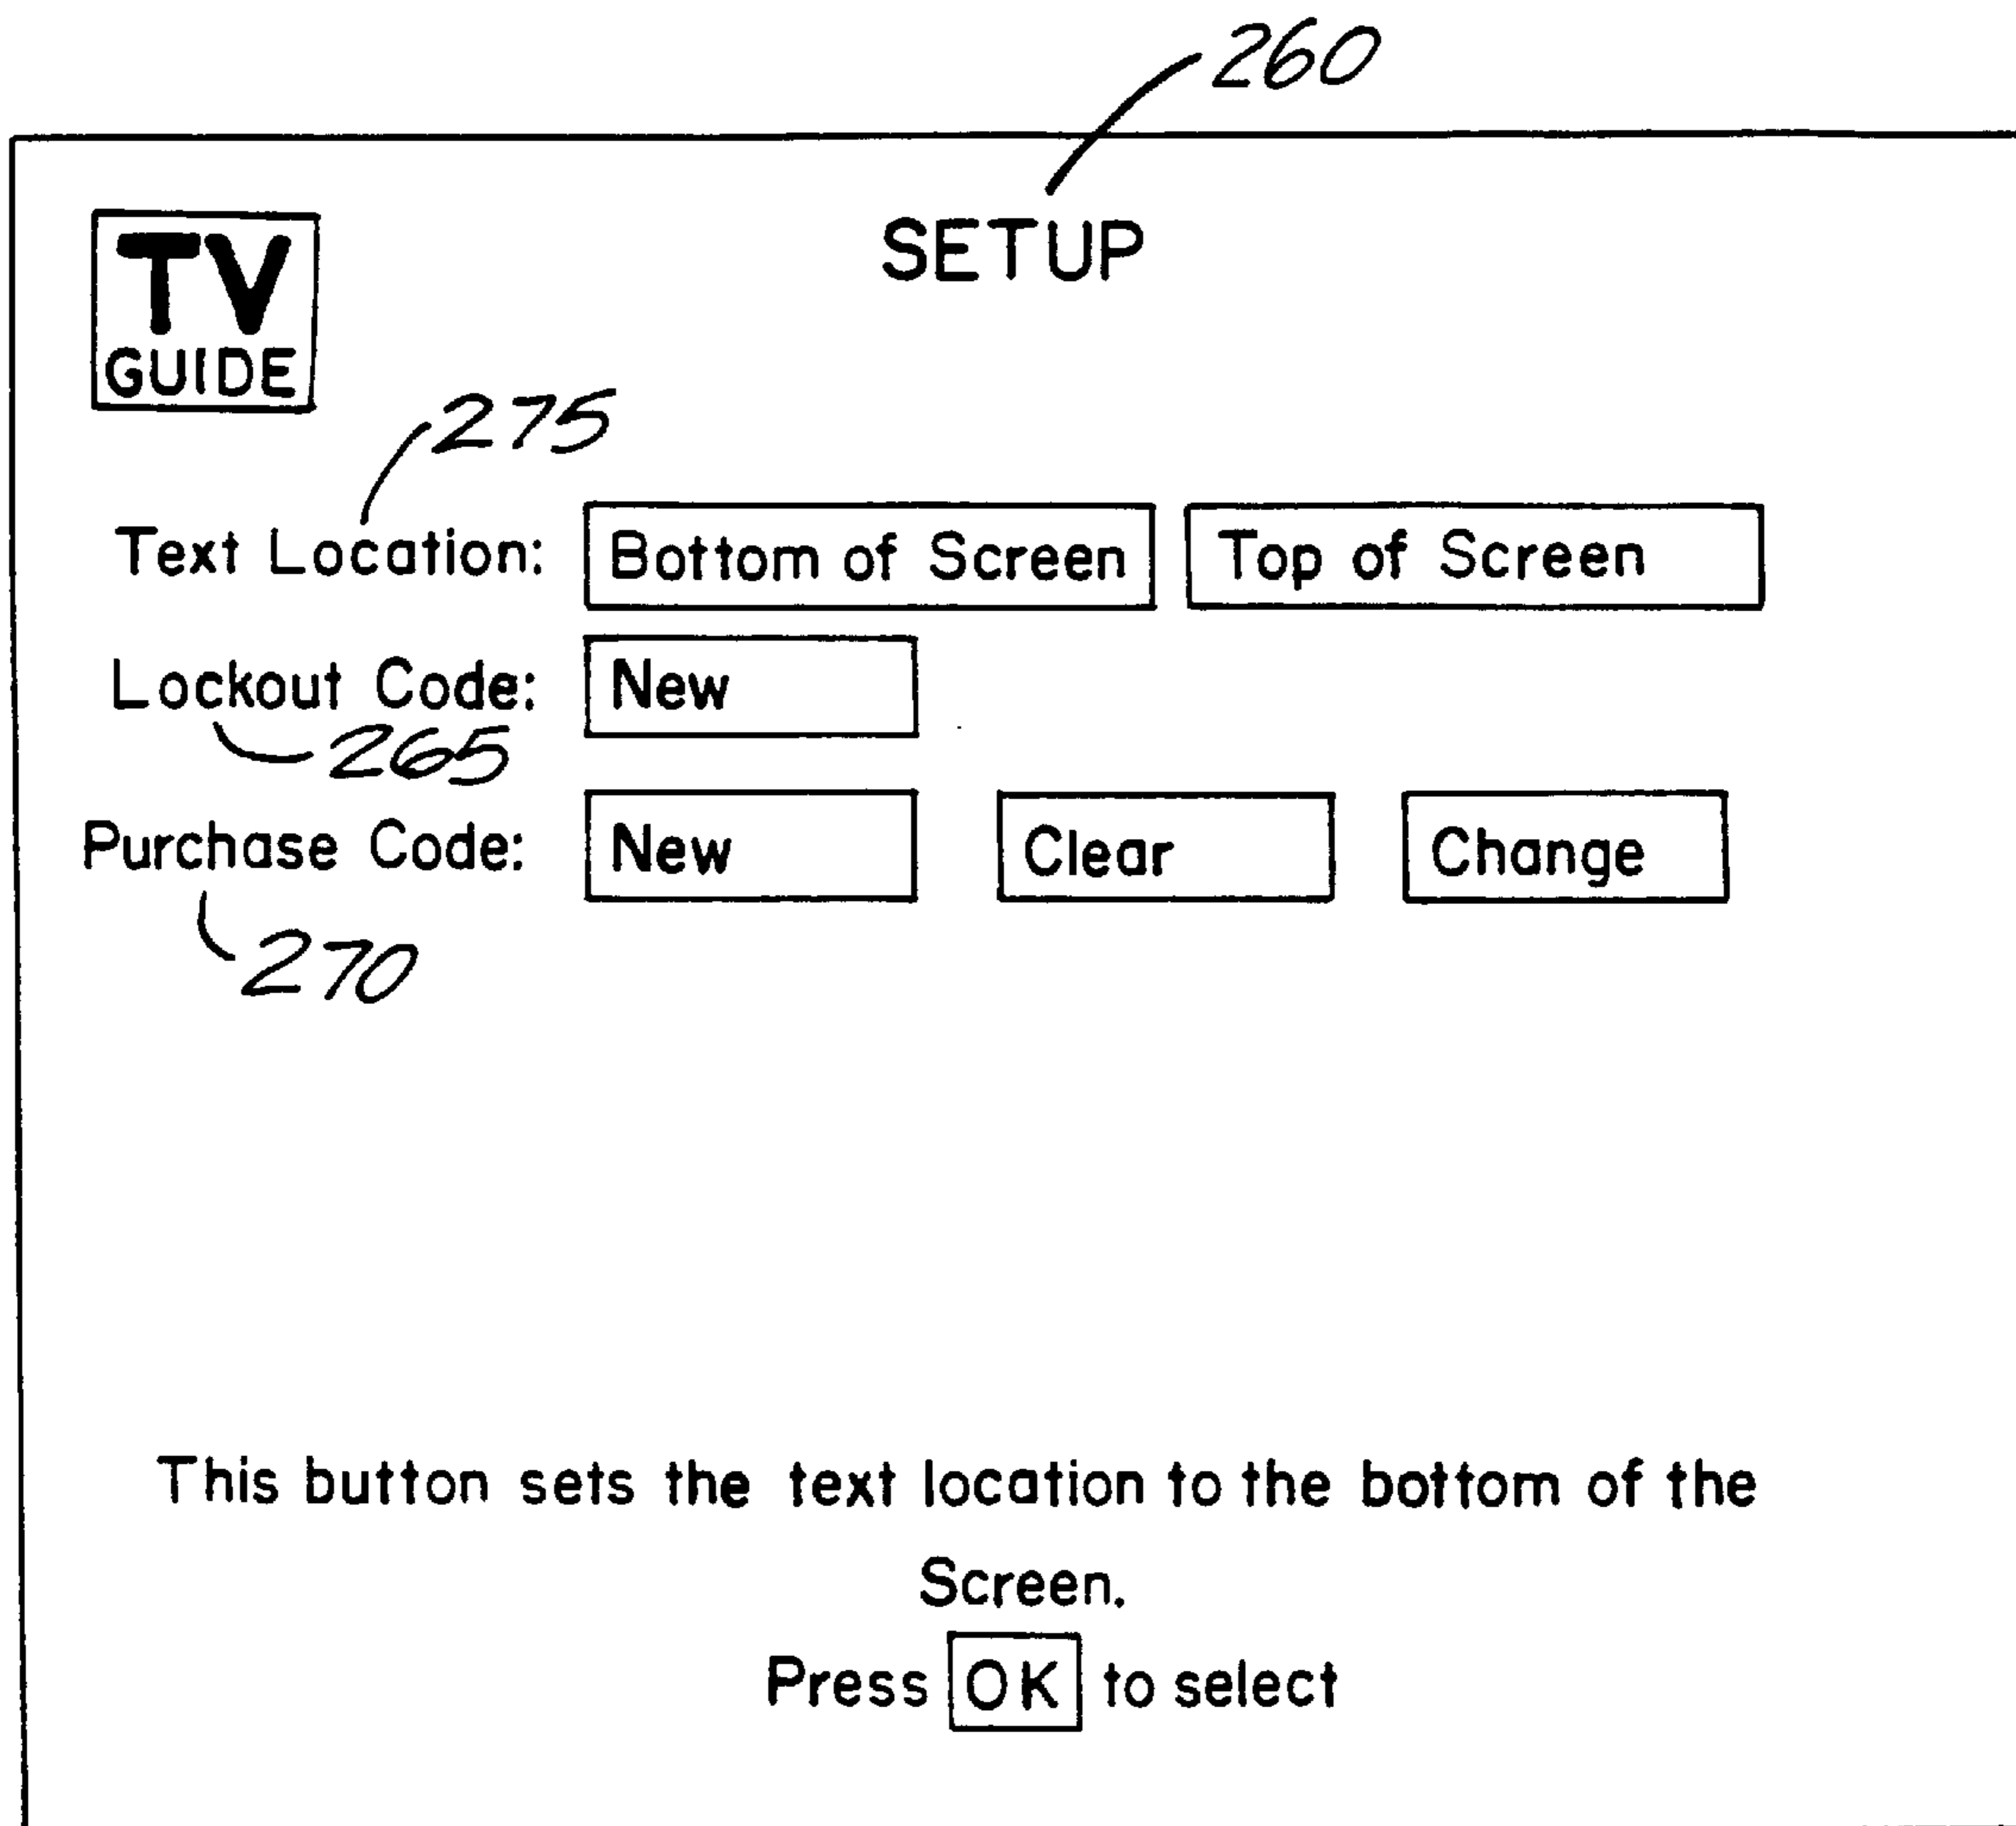 260
SETUP
TV
GUIDE
275
Text Location: Bottom of Screen Top of Screen
Lockout Code: New
265
Purchase Code: New Clear Change
270
This button sets the text location to the bottom of the
Screen.
Press OK to select